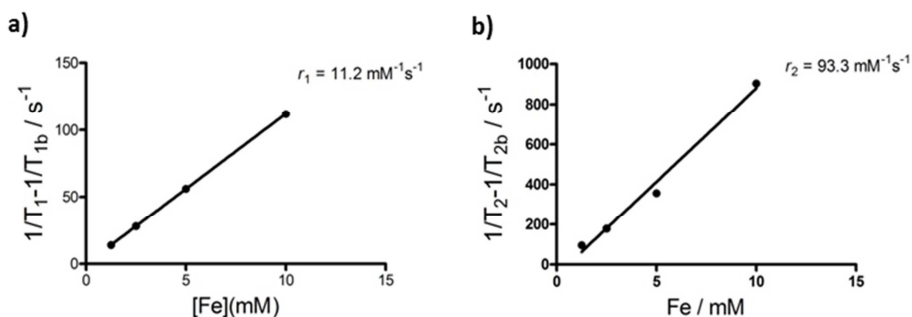 a)
r₁ = 11.2 mM⁻¹s⁻¹
1/T₁-1/T₁b / s⁻¹
150
100
50
0
0 5 10 15
[Fe](mM)
b)
r₂ = 93.3 mM⁻¹s⁻¹
1/T₂-1/T₂b / s⁻¹
1000
800
600
400
200
0
0 5 10 15
Fe / mM